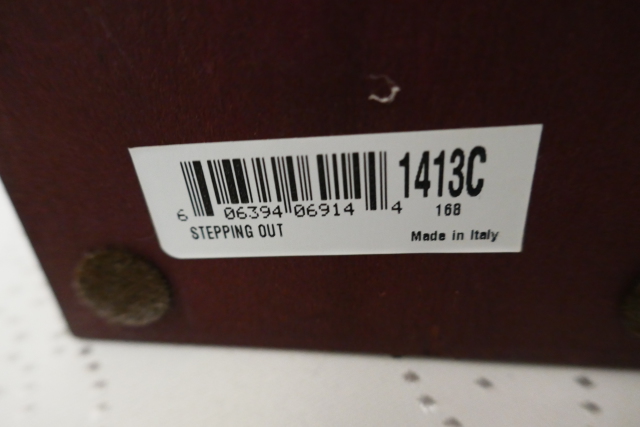 1413C
6 06394 06914 4 168
STEPPING OUT
Made in Italy